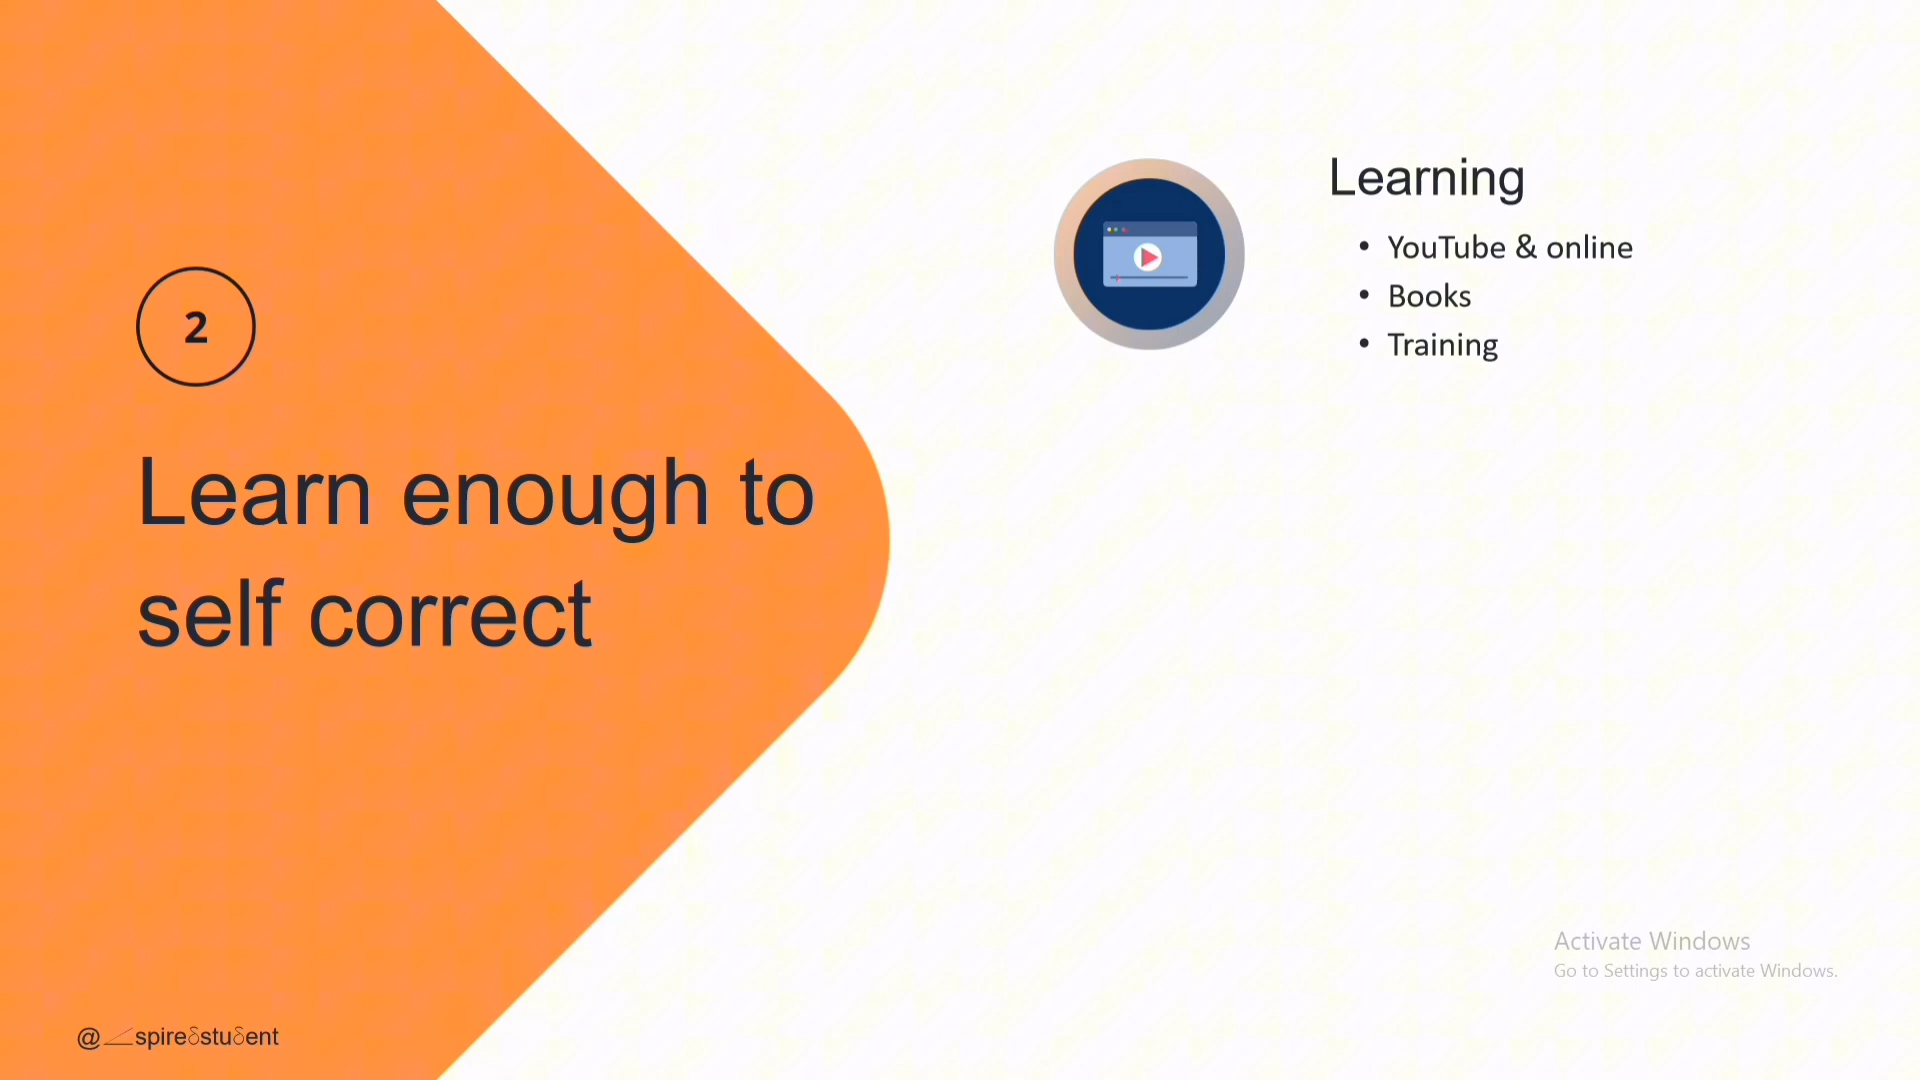 2
Learn enough to
self correct
Learning
• YouTube & online
• Books
• Training
Activate Windows
Go to Settings to activate Windows.
@⦟spireδstuδent